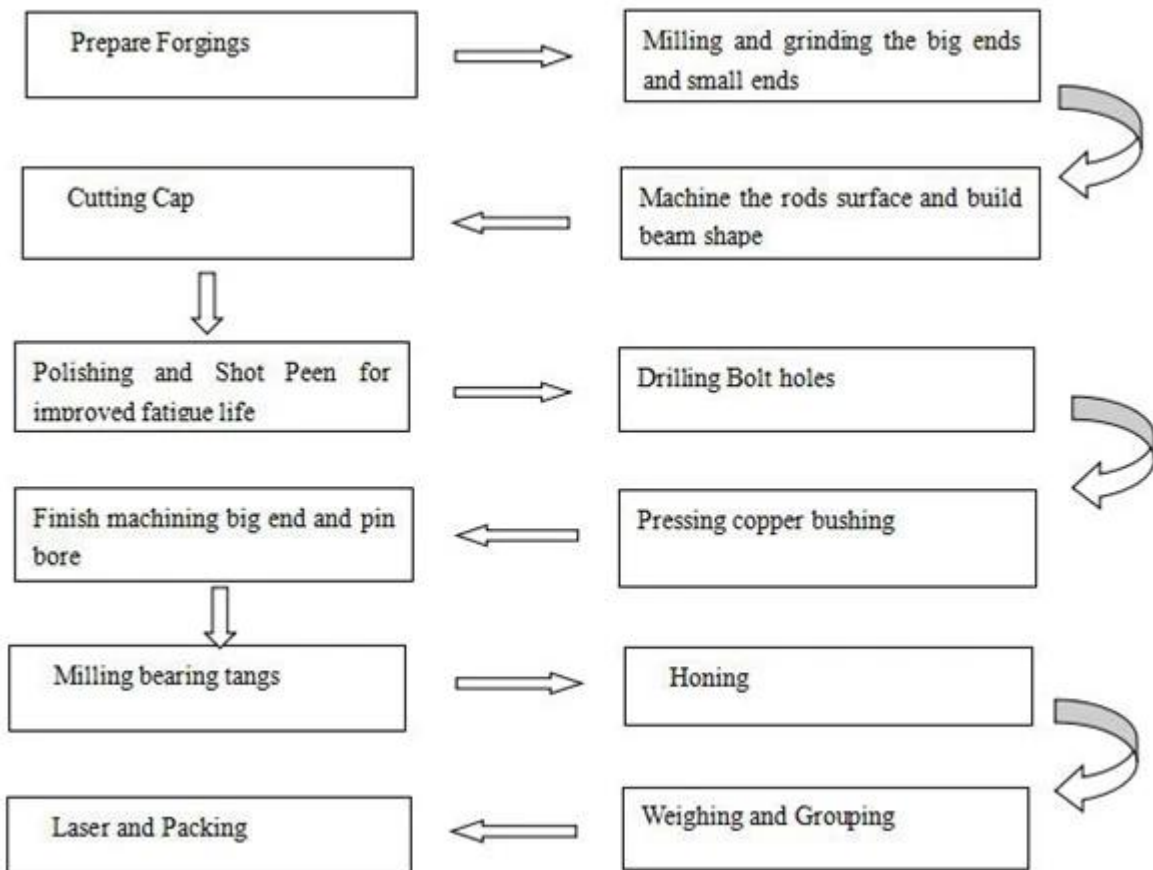 Prepare Forgings
Milling and grinding the big ends
and small ends
Machine the rods surface and build
beam shape
Cutting Cap
Polishing and Shot Peen for
improved fatigue life
Drilling Bolt holes
Pressing copper bushing
Finish machining big end and pin
bore
Milling bearing tangs
Honing
Weighing and Grouping
Laser and Packing